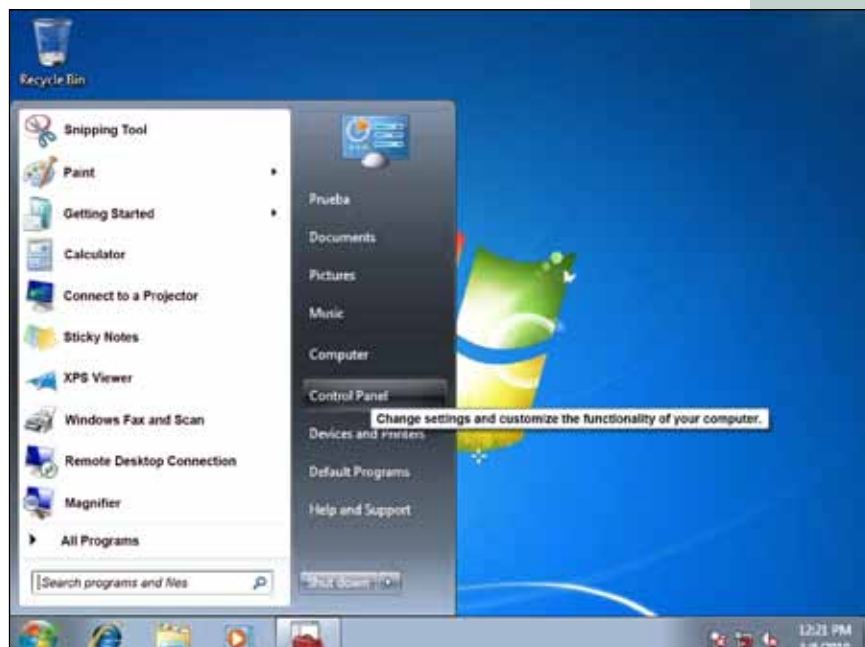 Recycle Bin
Snipping Tool
Paint
Getting Started
Calculator
Connect to a Projector
Sticky Notes
XPS Viewer
Windows Fax and Scan
Remote Desktop Connection
Magnifier
All Programs
Search programs and files
Prueba
Documents
Pictures
Music
Computer
Control Panel
Change settings and customize the functionality of your computer.
Devices and Printers
Default Programs
Help and Support
Shut down
12:21 PM